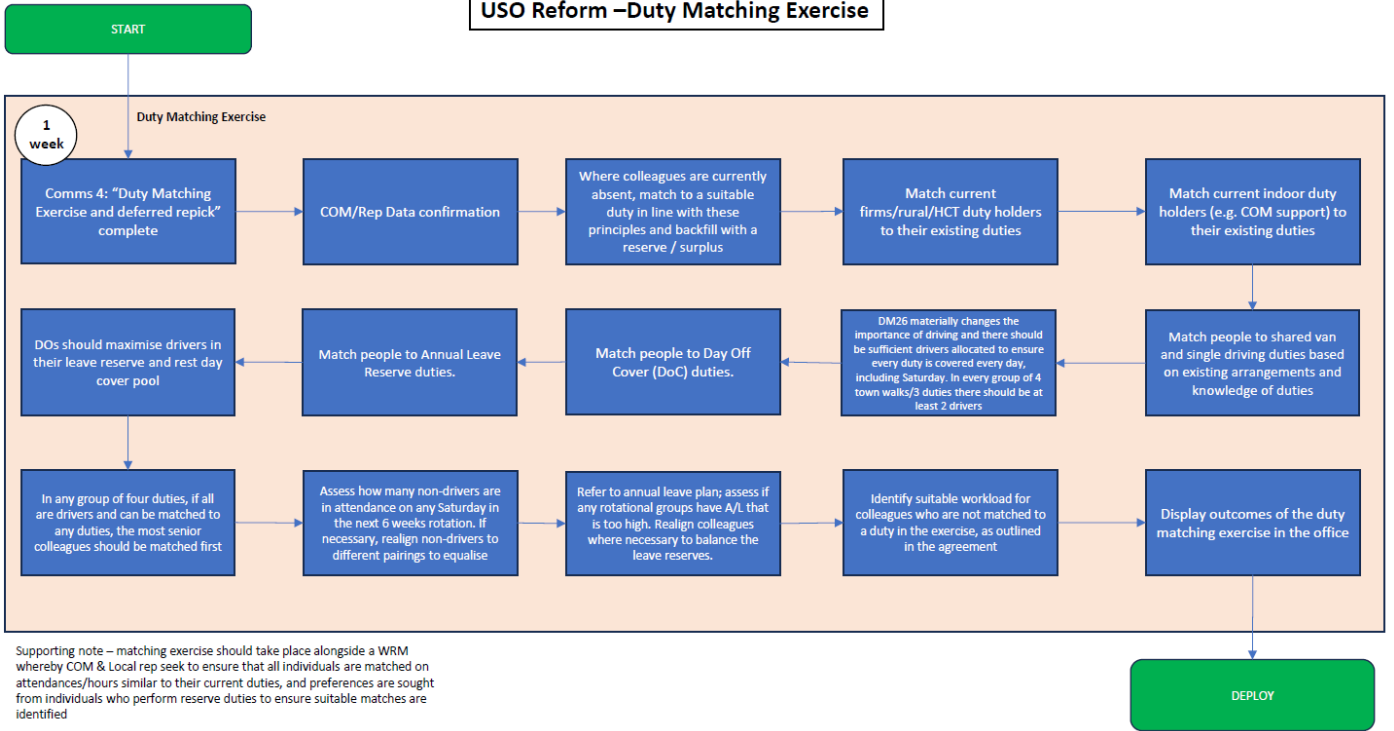 USO Reform –Duty Matching Exercise
START
1
week
Duty Matching Exercise
Comms 4: “Duty Matching
Exercise and deferred repick”
complete
COM/Rep Data confirmation
Where colleagues are currently
absent, match to a suitable
duty in line with these
principles and backfill with a
reserve / surplus
Match current
firms/rural/HCT duty holders
to their existing duties
Match current indoor duty
holders (e.g. COM support) to
their existing duties
Match people to shared van
and single driving duties based
on existing arrangements and
knowledge of duties
DM26 materially changes the
importance of driving and there should
be sufficient drivers allocated to ensure
every duty is covered every day,
including Saturday. In every group of 4
town walks/3 duties there should be at
least 2 drivers
Match people to Day Off
Cover (DoC) duties.
Match people to Annual Leave
Reserve duties.
DOs should maximise drivers in
their leave reserve and rest day
cover pool
In any group of four duties, if all
are drivers and can be matched to
any duties, the most senior
colleagues should be matched first
Assess how many non-drivers are
in attendance on any Saturday in
the next 6 weeks rotation. If
necessary, realign non-drivers to
different pairings to equalise
Refer to annual leave plan; assess if
any rotational groups have A/L that
is too high. Realign colleagues
where necessary to balance the
leave reserves.
Identify suitable workload for
colleagues who are not matched to
a duty in the exercise, as outlined
in the agreement
Display outcomes of the duty
matching exercise in the office
Supporting note – matching exercise should take place alongside a WRM
whereby COM & Local rep seek to ensure that all individuals are matched on
attendances/hours similar to their current duties, and preferences are sought
from individuals who perform reserve duties to ensure suitable matches are
identified
DEPLOY